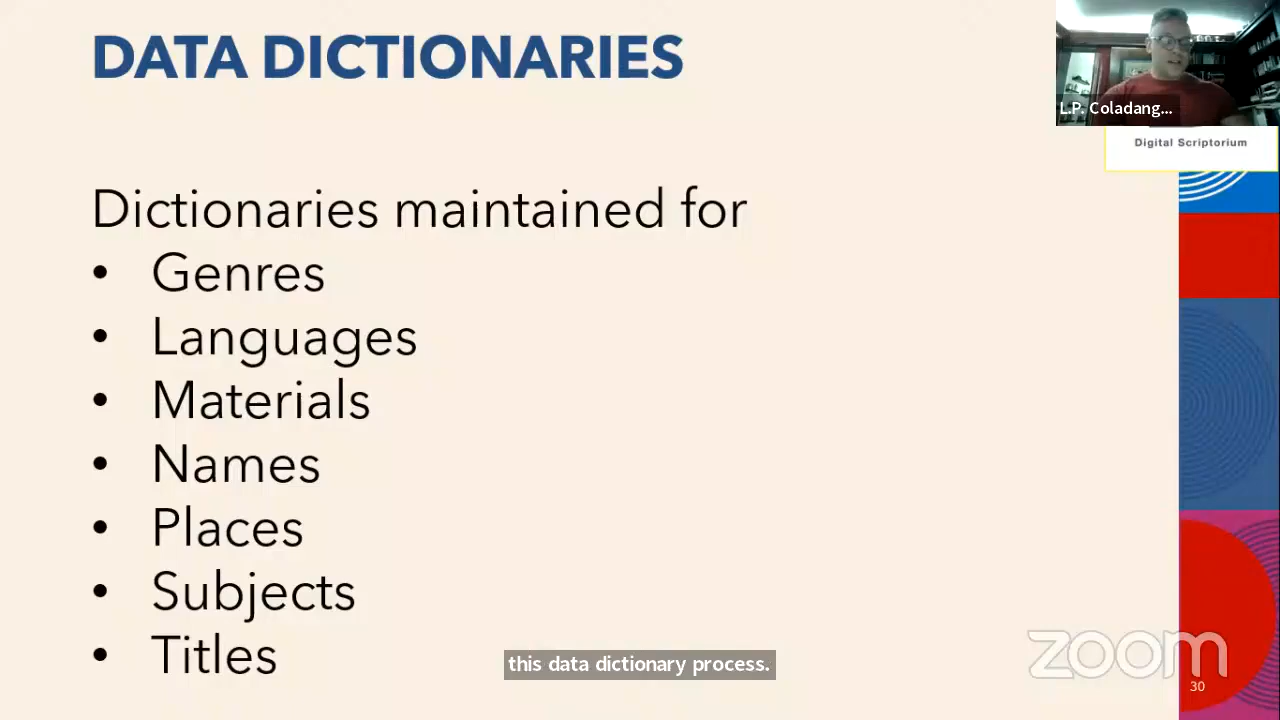 DATA DICTIONARIES
L.P. Coladang...
Digital Scriptorium
Dictionaries maintained for
• Genres
• Languages
• Materials
• Names
• Places
• Subjects
• Titles
this data dictionary process.
zoom
30